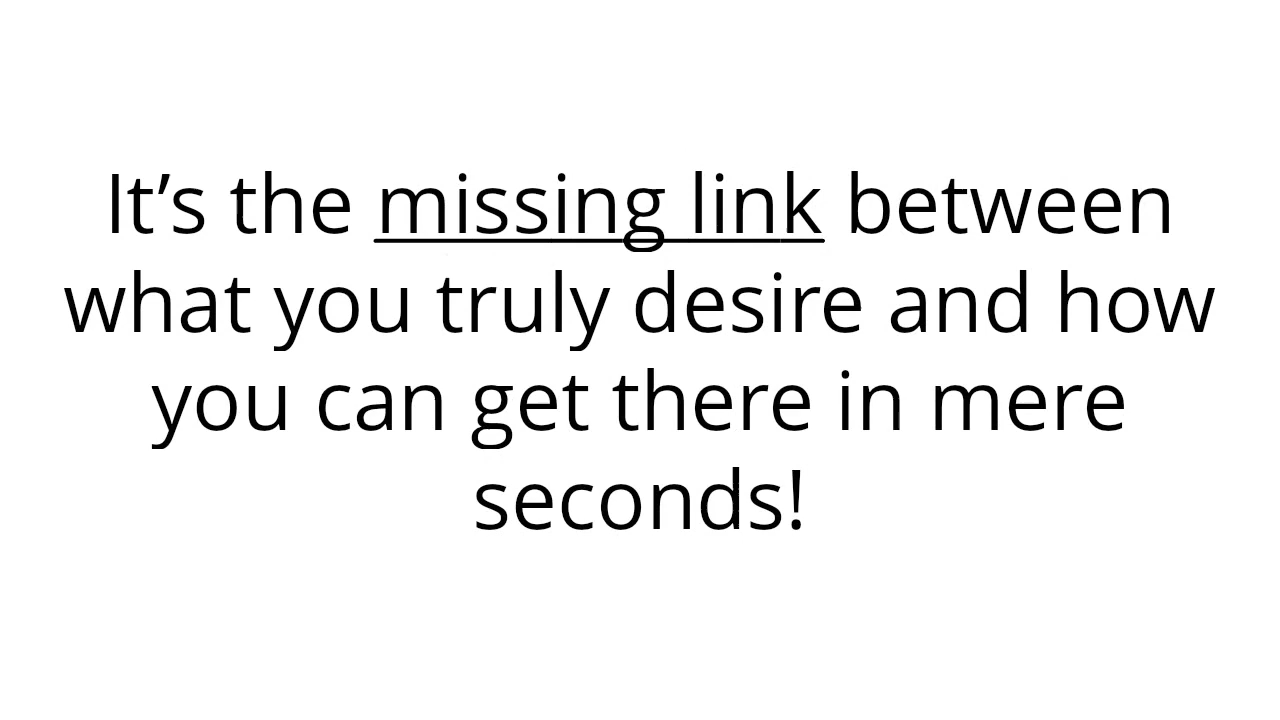 It’s the missing link between
what you truly desire and how
you can get there in mere
seconds!